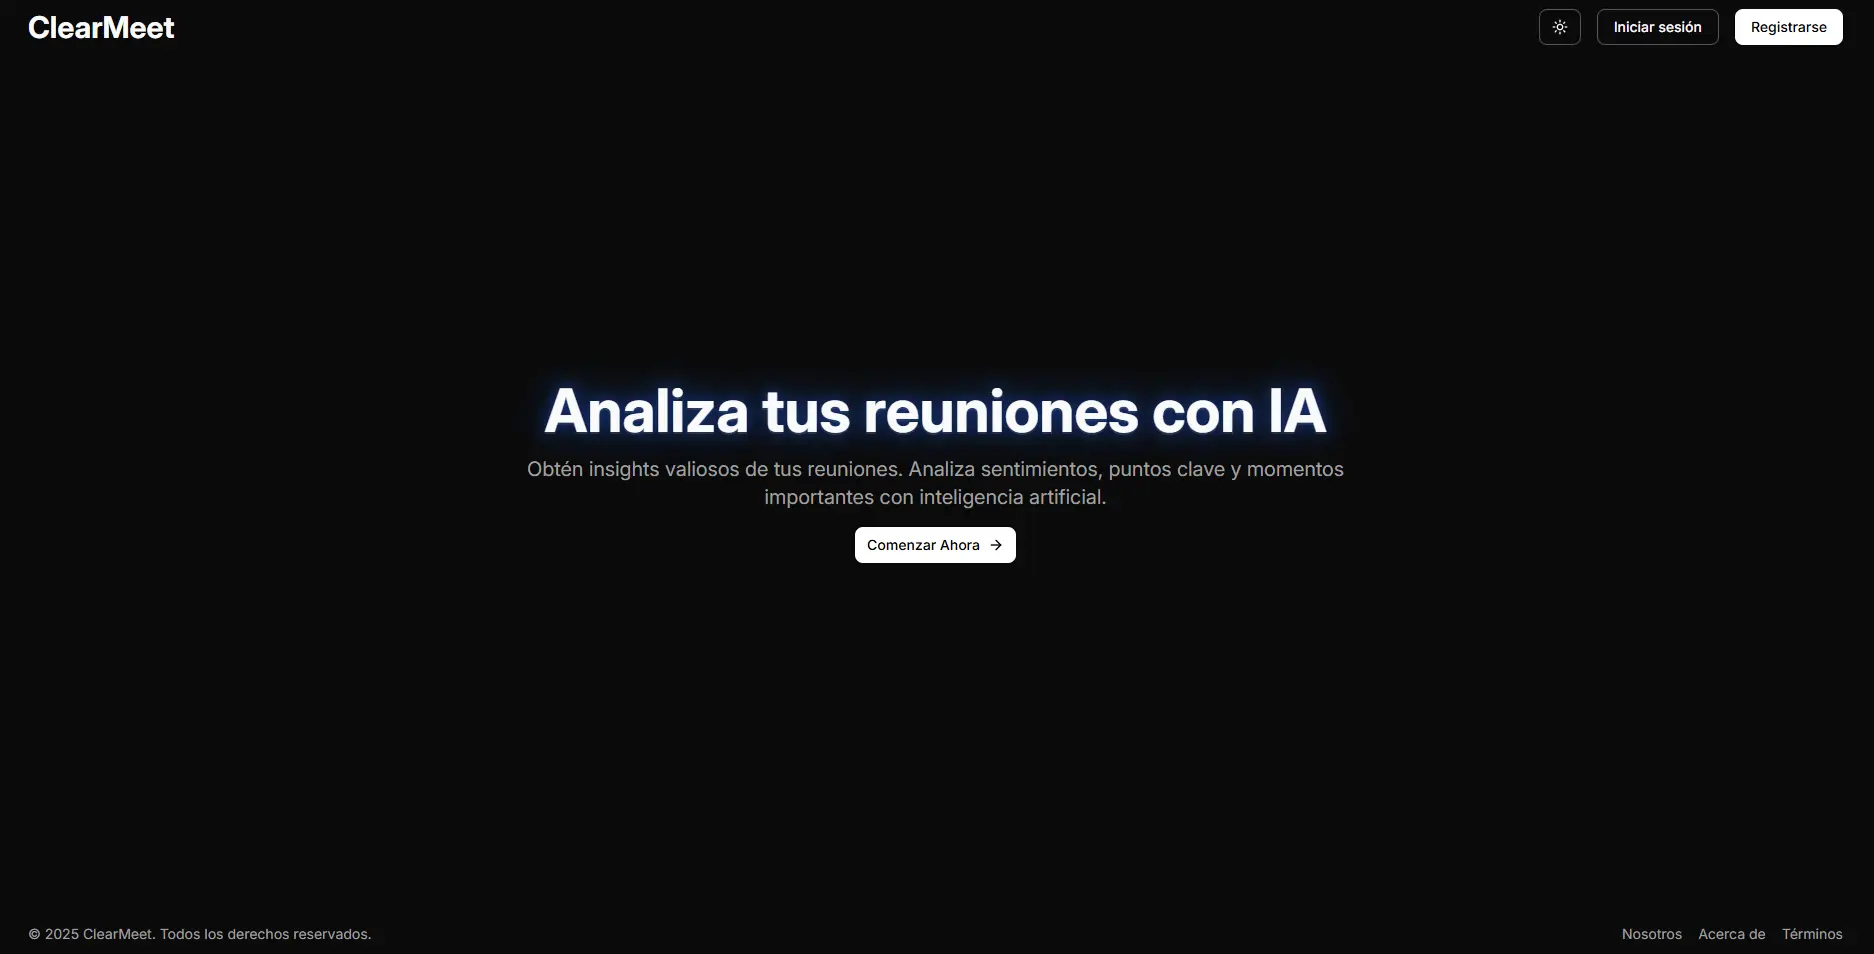 ClearMeet
Iniciar sesión
Registrarse
Analiza tus reuniones con IA
Obtén insights valiosos de tus reuniones. Analiza sentimientos, puntos clave y momentos
importantes con inteligencia artificial.
Comenzar Ahora
© 2025 ClearMeet. Todos los derechos reservados.
Nosotros
Acerca de
Términos